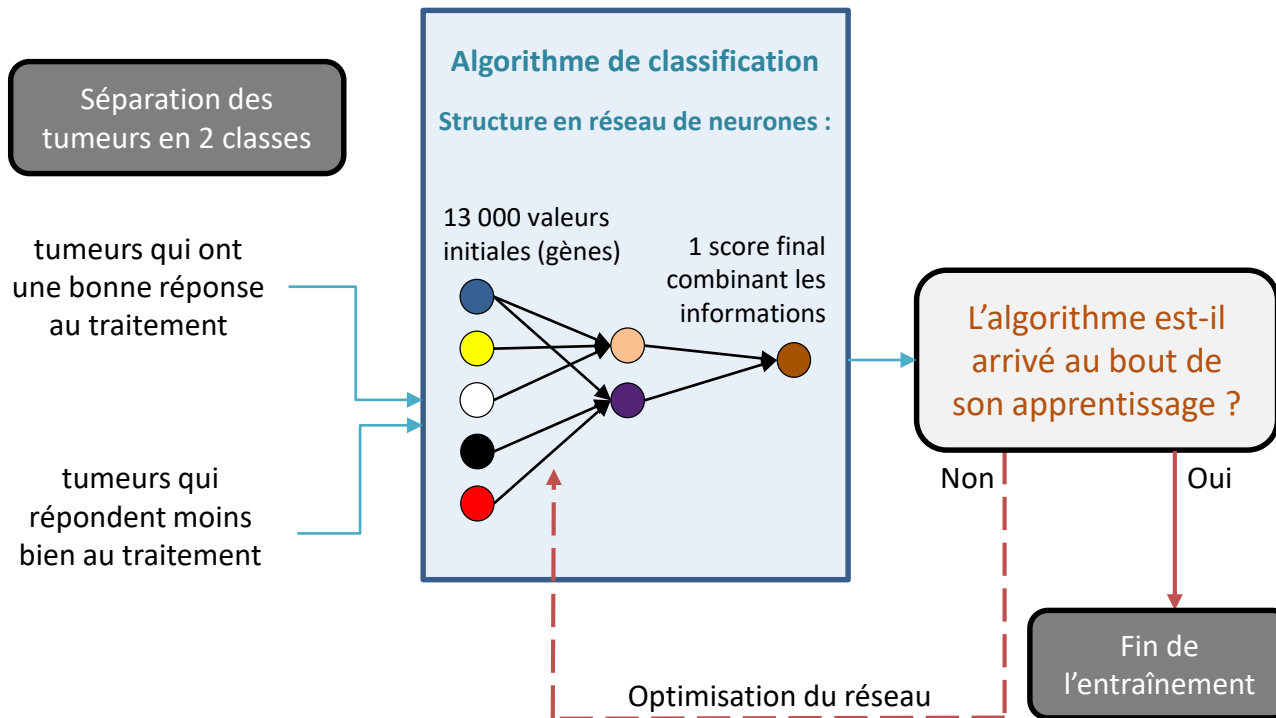 Séparation des
tumeurs en 2 classes
tumeurs qui ont
une bonne réponse
au traitement
tumeurs qui
répondent moins
bien au traitement
Algorithme de classification
Structure en réseau de neurones :
13 000 valeurs
initiales (gènes)
1 score final
combinant les
informations
L’algorithme est-il
arrivé au bout de
son apprentissage ?
Non
Oui
Fin de
l’entraînement
Optimisation du réseau